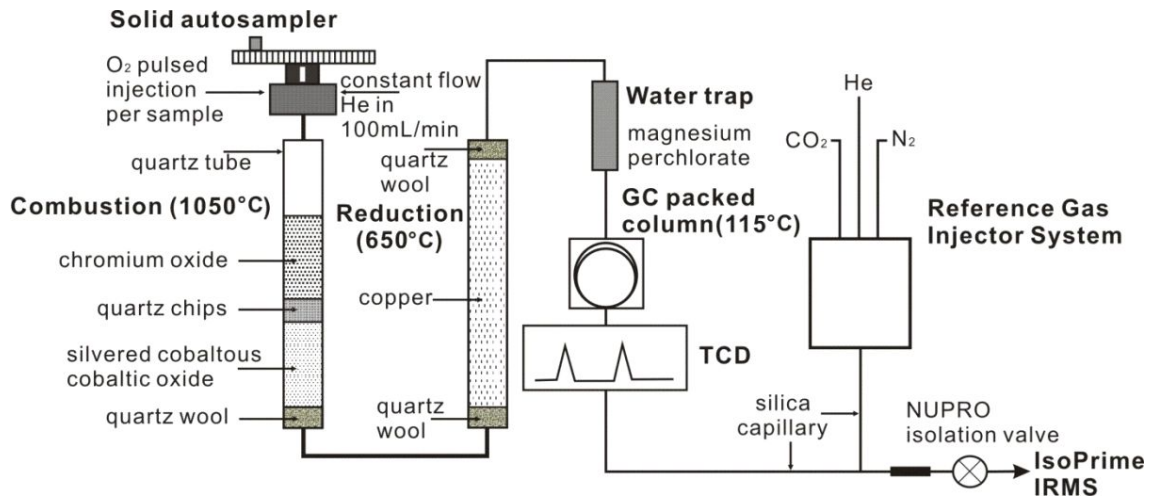 Solid autosampler
O₂ pulsed
injection
per sample
constant flow
He in
100mL/min
quartz tube
Combustion (1050°C)
chromium oxide
quartz chips
silvered cobaltous
cobaltic oxide
quartz wool
quartz
wool
Reduction
(650°C)
copper
quartz
wool
Water trap
magnesium
perchlorate
GC packed
column(115°C)
TCD
He
CO₂
N₂
Reference Gas
Injector System
silica
capillary
NUPRO
isolation valve
IsoPrime
IRMS